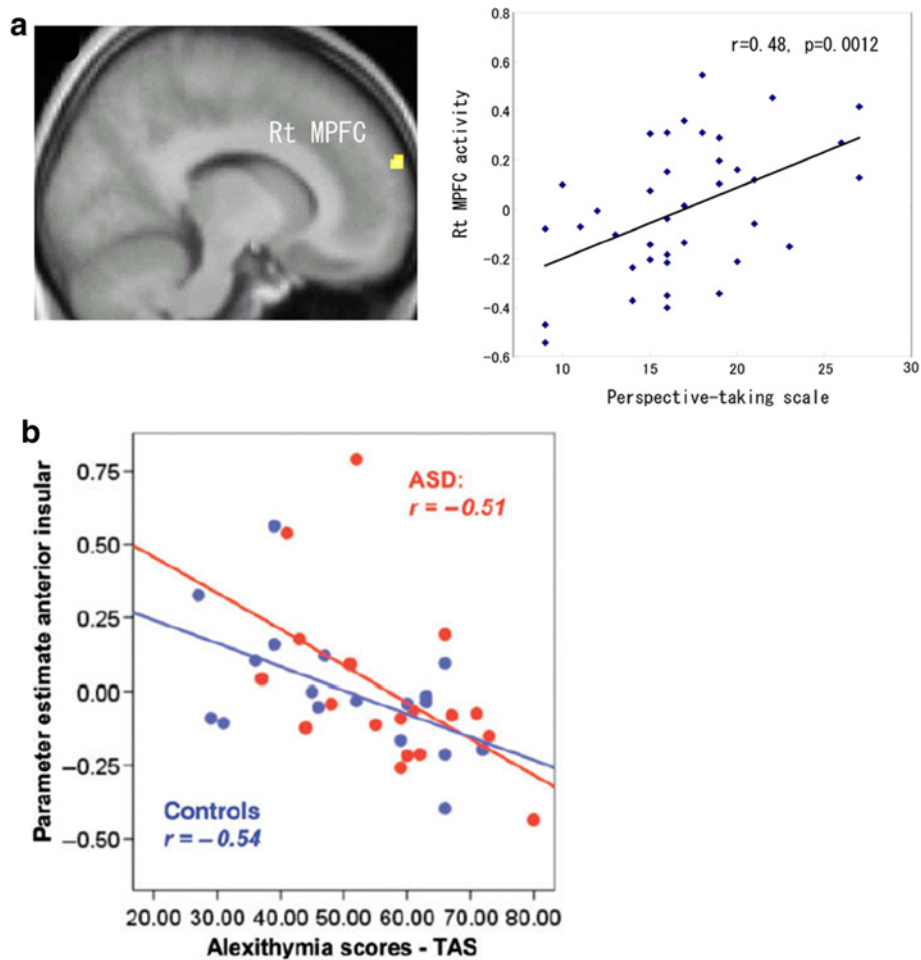 a
Rt MPFC
r=0.48, p=0.0012
Rt MPFC activity
0.8
0.6
0.4
0.2
0
-0.2
-0.4
-0.6
10 15 20 25 30
Perspective-taking scale
b
ASD:
r = −0.51
Parameter estimate anterior insular
0.75
0.50
0.25
0.00
−0.25
−0.50
Controls
r = −0.54
20.00 30.00 40.00 50.00 60.00 70.00 80.00
Alexithymia scores - TAS